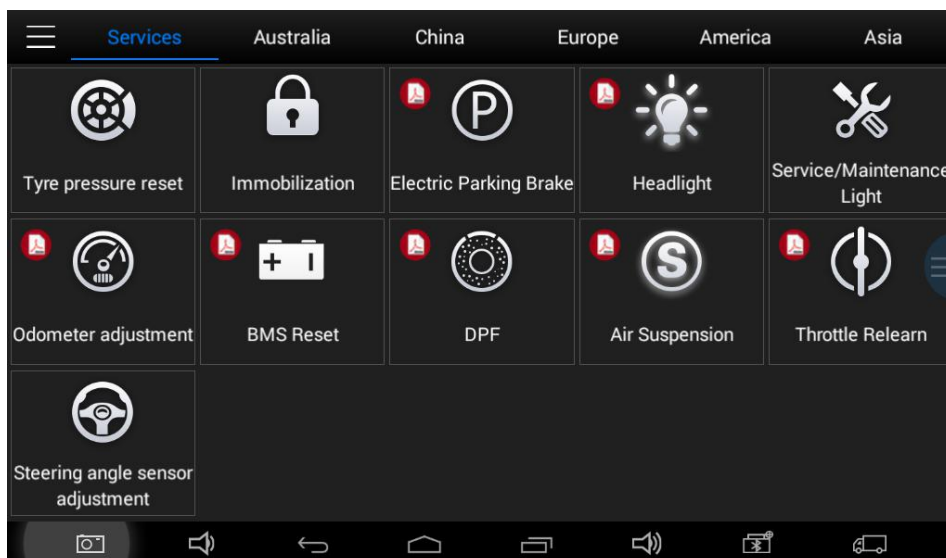 Services Australia China Europe America Asia
Tyre pressure reset
Immobilization
Electric Parking Brake
Headlight
Service/Maintenance
Light
Odometer adjustment
BMS Reset
DPF
Air Suspension
Throttle Relearn
Steering angle sensor
adjustment